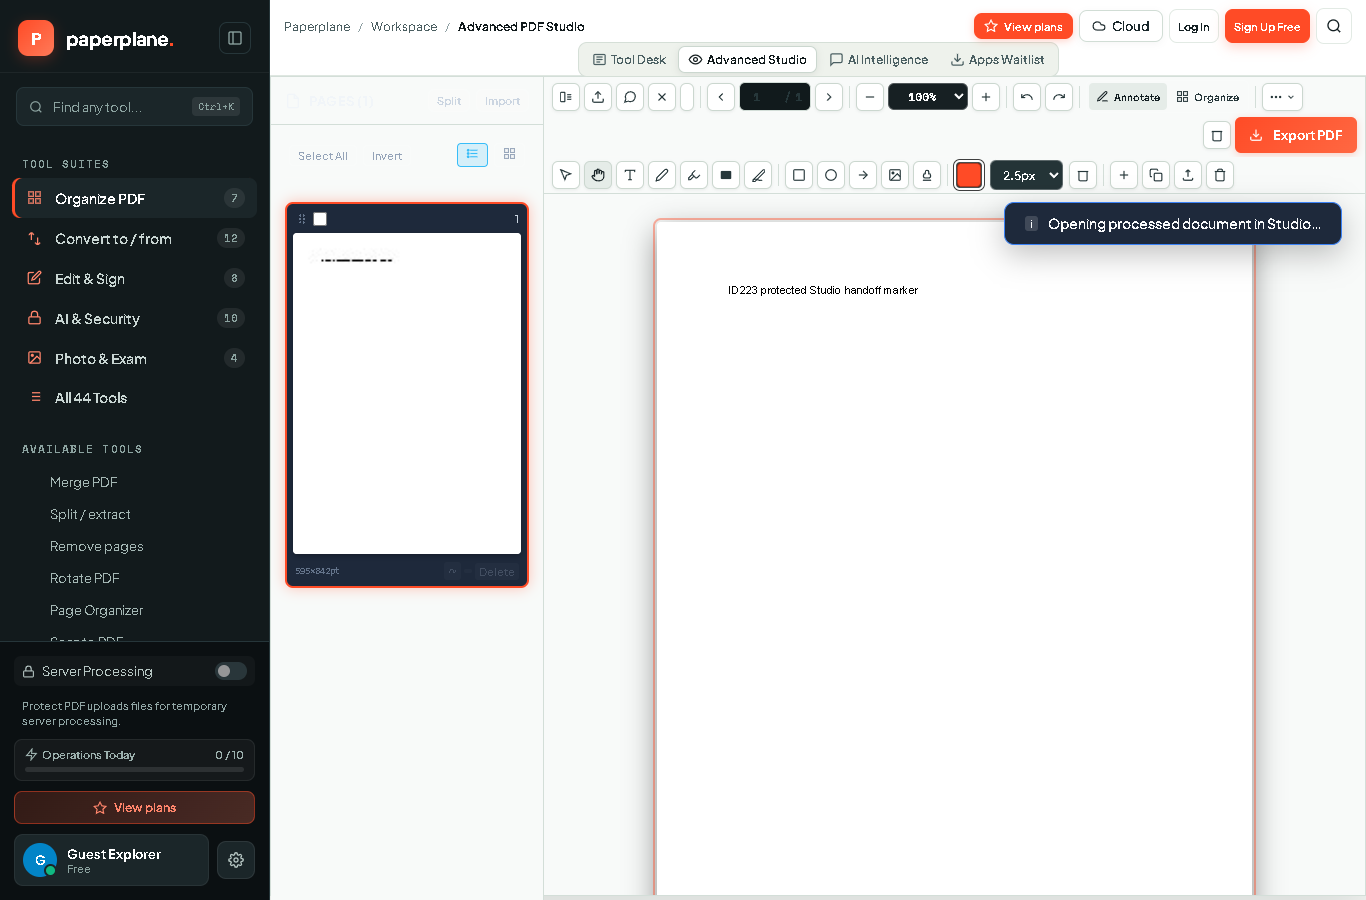 P paperplane.
Find any tool... Ctrl+K
TOOL SUITES
Organize PDF 7
Convert to / from 12
Edit & Sign 8
AI & Security 10
Photo & Exam 4
All 44 Tools
AVAILABLE TOOLS
Merge PDF
Split / extract
Remove pages
Rotate PDF
Page Organizer
Server Processing
Protect PDF uploads files for temporary
server processing.
Operations Today 0 / 10
View plans
G Guest Explorer
Free
Paperplane / Workspace / Advanced PDF Studio
View plans Cloud Log In Sign Up Free
Tool Desk Advanced Studio AI Intelligence Apps Waitlist
PAGES (1) Split Import
Select All Invert
1
595×842pt Delete
1 / 1 100% Annotate Organize
Export PDF
T 2.5px
i Opening processed document in Studio...
ID223 protected Studio handoff marker